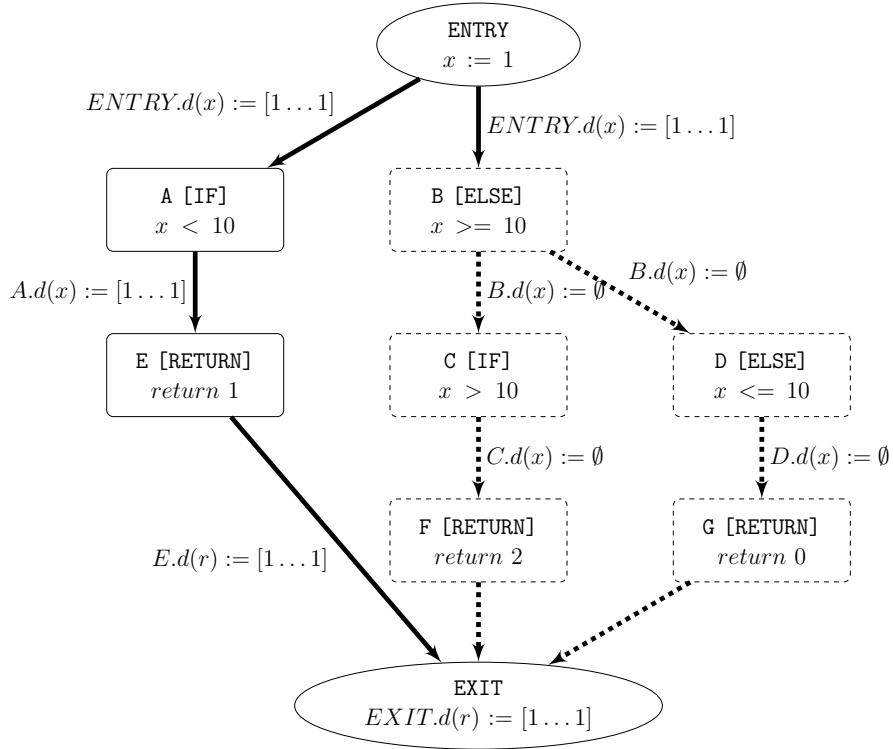 ENTRY
x := 1
ENTRY.d(x) := [1 . . . 1]
ENTRY.d(x) := [1 . . . 1]
A [IF]
x < 10
B [ELSE]
x >= 10
A.d(x) := [1 . . . 1]
B.d(x) := ∅
B.d(x) := ∅
E [RETURN]
return 1
C [IF]
x > 10
D [ELSE]
x <= 10
C.d(x) := ∅
D.d(x) := ∅
F [RETURN]
return 2
G [RETURN]
return 0
E.d(r) := [1 . . . 1]
EXIT
EXIT.d(r) := [1 . . . 1]